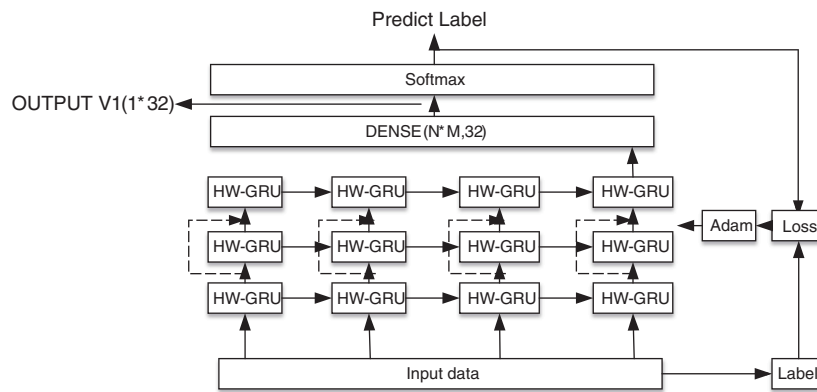 Predict Label
Softmax
OUTPUT V1(1*32)
DENSE(N*M,32)
HW-GRU HW-GRU HW-GRU HW-GRU
HW-GRU HW-GRU HW-GRU HW-GRU Adam Loss
HW-GRU HW-GRU HW-GRU HW-GRU
Input data Label